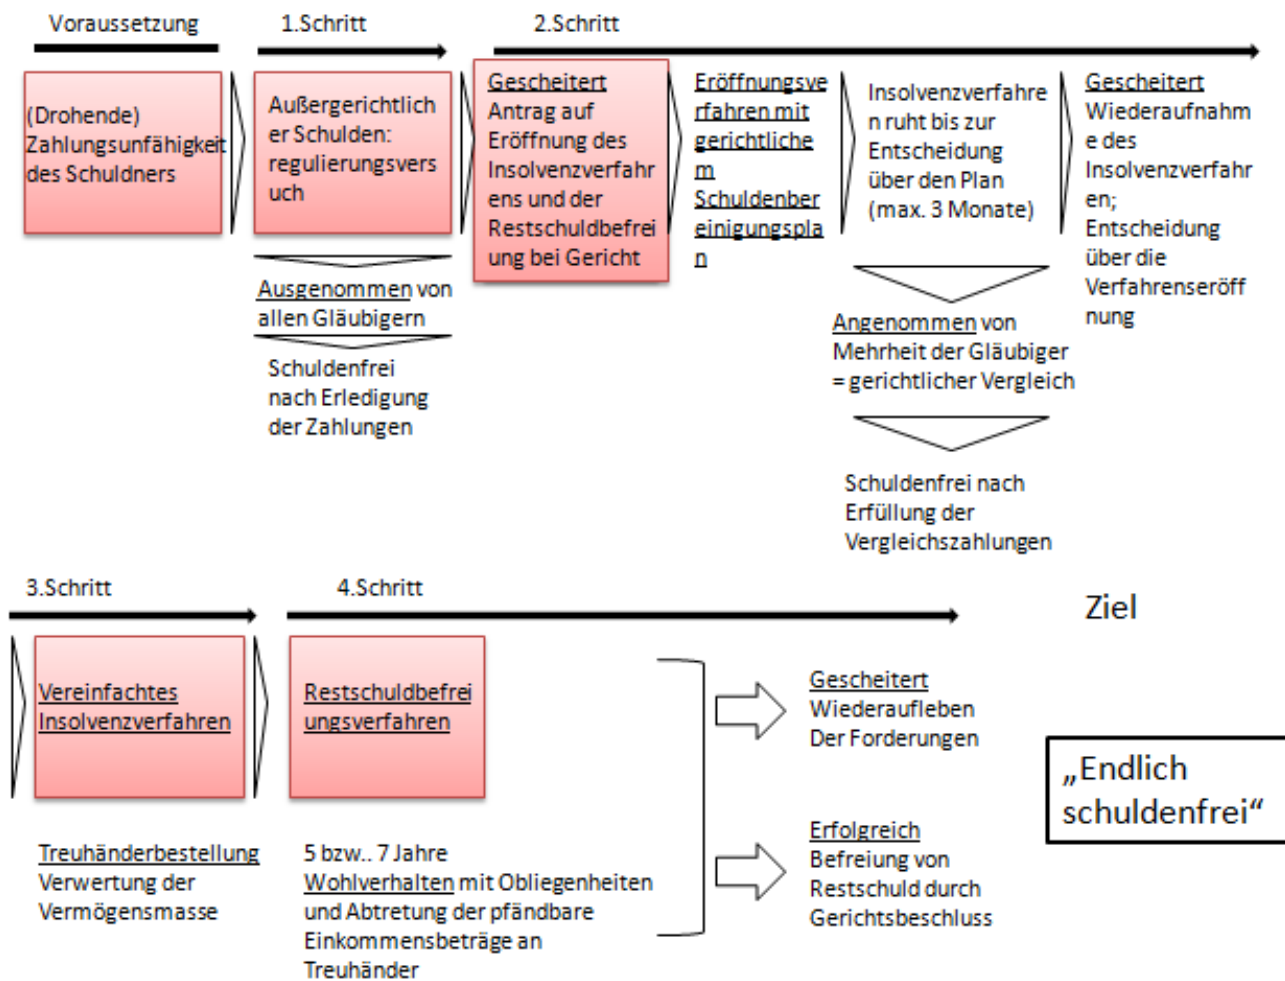 Voraussetzung
1.Schritt
2.Schritt
(Drohende)
Zahlungsunfähigkeit
des Schuldners
Außergerichtlich
er Schulden:
regulierungsvers
uch
Ausgenommen von
allen Gläubigern
Schuldenfrei
nach Erledigung
der Zahlungen
Gescheitert
Antrag auf
Eröffnung des
Insolvenzverfahr
ens und der
Restschuldbefrei
ung bei Gericht
Eröffnungsve
rfahren mit
gerichtliche
m
Schuldenber
einigungspla
n
Insolvenzverfahre
n ruht bis zur
Entscheidung
über den Plan
(max. 3 Monate)
Angenommen von
Mehrheit der Gläubiger
= gerichtlicher Vergleich
Schuldenfrei nach
Erfüllung der
Vergleichszahlungen
Gescheitert
Wiederaufnahm
e des
Insolvenzverfahr
en;
Entscheidung
über die
Verfahrenseröff
nung
3.Schritt
4.Schritt
Ziel
Vereinfachtes
Insolvenzverfahren
Treuhänderbestellung
Verwertung der
Vermögensmasse
Restschuldbefrei
ungsverfahren
5 bzw.. 7 Jahre
Wohlverhalten mit Obliegenheiten
und Abtretung der pfändbare
Einkommensbeträge an
Treuhänder
Gescheitert
Wiederaufleben
Der Forderungen
Erfolgreich
Befreiung von
Restschuld durch
Gerichtsbeschluss
„Endlich
schuldenfrei“